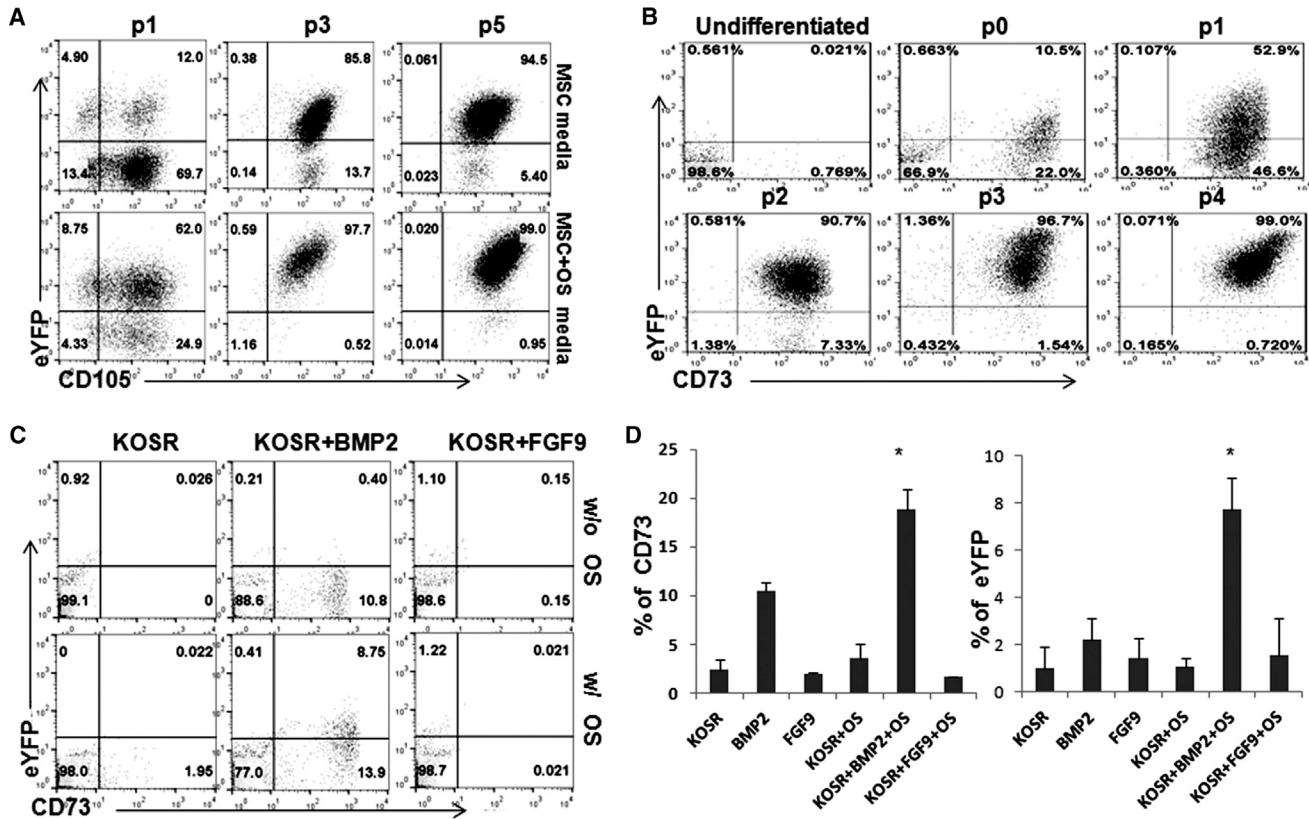 A
p1 p3 p5
4.90 12.0 0.38 85.8 0.061 94.5
13.4 69.7 0.14 13.7 0.023 5.40
MSC media
8.75 62.0 0.59 97.7 0.020 99.0
4.33 24.9 1.16 0.52 0.014 0.95
MSC+OS media
eYFP
CD105
B
Undifferentiated p0 p1
0.561% 0.021% 0.663% 10.5% 0.107% 52.9%
98.6% 0.769% 66.9% 22.0% 0.360% 46.6%
p2 p3 p4
0.581% 90.7% 1.36% 96.7% 0.071% 99.0%
1.38% 7.33% 0.432% 1.54% 0.165% 0.720%
eYFP
CD73
C
KOSR KOSR+BMP2 KOSR+FGF9
0.92 0.026 0.21 0.40 1.10 0.15
99.1 0 88.6 10.8 98.6 0.15
w/o OS
0 0.022 0.41 8.75 1.22 0.021
98.0 1.95 77.0 13.9 98.7 0.021
w/ OS
eYFP
CD73
D
% of CD73
25
20
15
10
5
0
*
KOSR BMP2 FGF9 KOSR+OS KOSR+BMP2+OS KOSR+FGF9+OS
% of eYFP
10
8
6
4
2
0
*
KOSR BMP2 FGF9 KOSR+OS KOSR+BMP2+OS KOSR+FGF9+OS